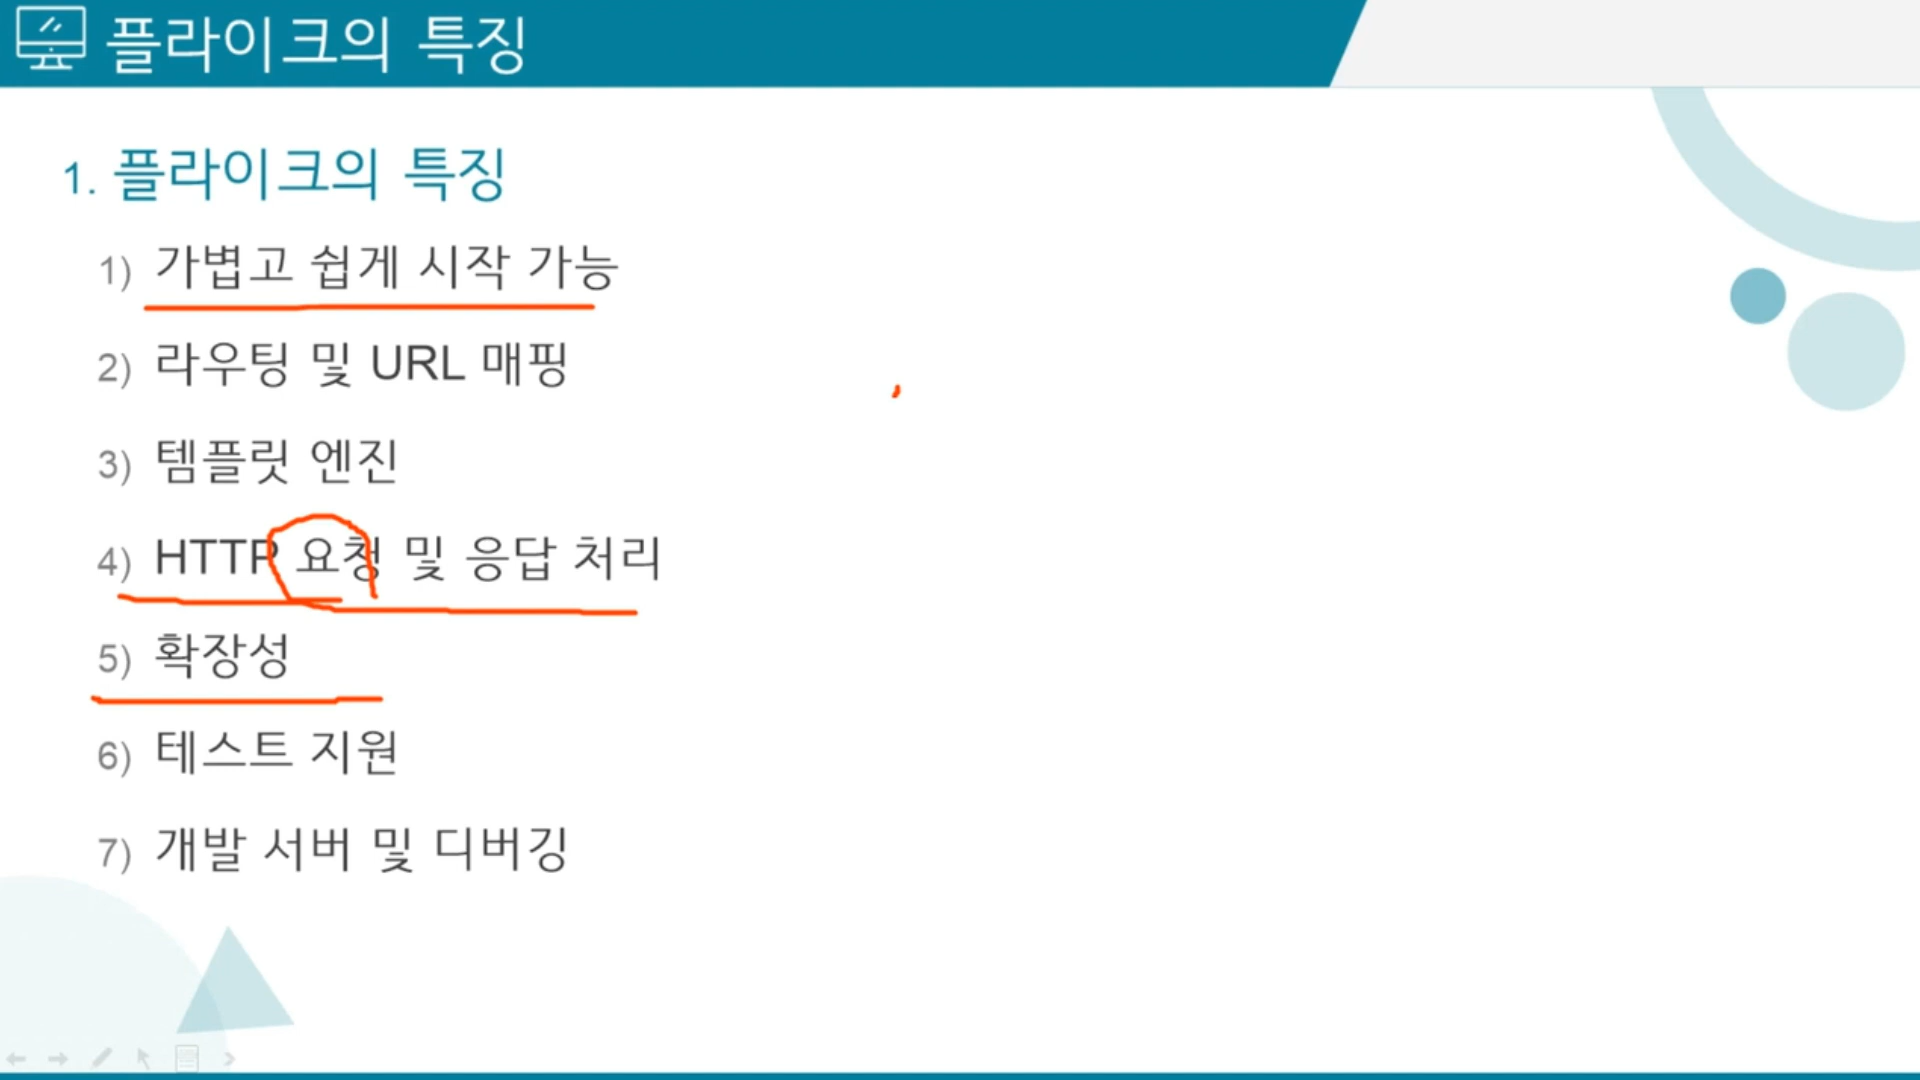 플라이크의 특징
1. 플라이크의 특징
1) 가볍고 쉽게 시작 가능
2) 라우팅 및 URL 매핑
3) 템플릿 엔진
4) HTTP 요청 및 응답 처리
5) 확장성
6) 테스트 지원
7) 개발 서버 및 디버깅